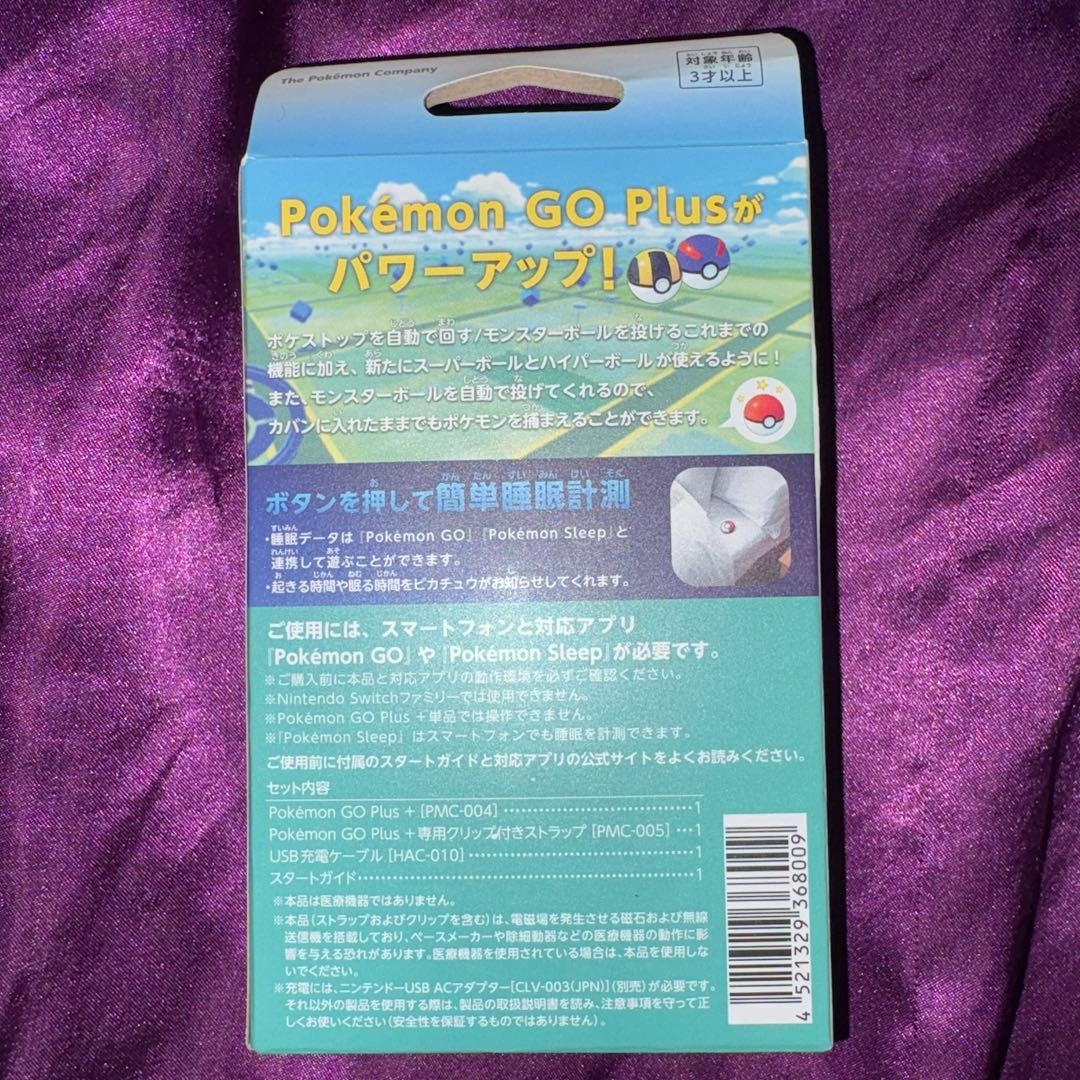 The Pokémon Company
対象年齢
3才以上
Pokémon GO Plusが
パワーアップ!
ポケストップを自動で回す/モンスターボールを投げるこれまでの
機能に加え、新たにスーパーボールとハイパーボールが使えるように!
また、モンスターボールを自動で投げてくれるので、
カバンに入れたままでもポケモンを捕まえることができます。
ボタンを押して簡単睡眠計測
・睡眠データは『Pokémon GO』『Pokémon Sleep』と
連携して遊ぶことができます。
・起きる時間や眠る時間をピカチュウがお知らせしてくれます。
ご使用には、スマートフォンと対応アプリ
『Pokémon GO』や『Pokémon Sleep』が必要です。
※ご購入前に本品と対応アプリの動作環境を必ずご確認ください。
※Nintendo Switchファミリーでは使用できません。
※Pokémon GO Plus +単品では操作できません。
※『Pokémon Sleep』はスマートフォンでも睡眠を計測できます。
ご使用前に付属のスタートガイドと対応アプリの公式サイトをよくお読みください。
セット内容
Pokémon GO Plus + [PMC-004] ……………………………1
Pokémon GO Plus +専用クリップ付きストラップ [PMC-005] …1
USB充電ケーブル [HAC-010] ……………………………1
スタートガイド……………………………………………1
※本品は医療機器ではありません。
※本品(ストラップおよびクリップを含む)は、電磁場を発生させる磁石および無線
送信機を搭載しており、ペースメーカーや除細動器などの医療機器の動作に影
響を与える恐れがあります。医療機器を使用されている場合は、本品を使用しな
いでください。
※充電には、ニンテンドーUSB ACアダプター[CLV-003(JPN)](別売)が必要です。
それ以外の製品を使用する際は、製品の取扱説明書を読み、注意事項を守って正
しくお使いください(安全性を保証するものではありません)。
4 521329 368009